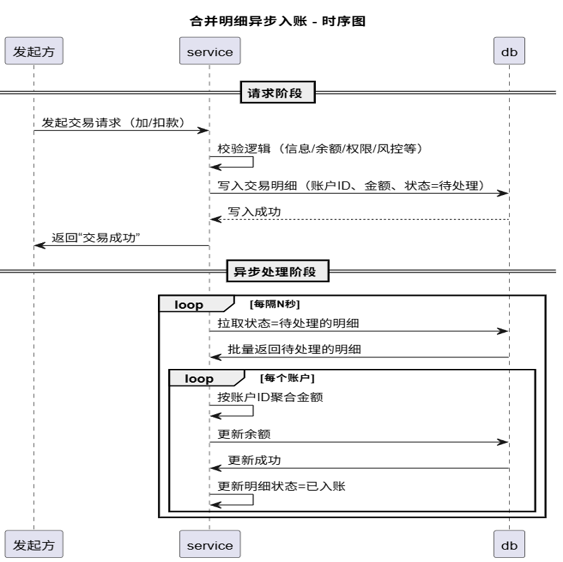 合并明细异步入账 - 时序图
发起方 service db
请求阶段
发起交易请求（加/扣款）
校验逻辑（信息/余额/权限/风控等）
写入交易明细（账户ID、金额、状态=待处理）
写入成功
返回"交易成功"
异步处理阶段
loop [每隔N秒]
拉取状态=待处理的明细
批量返回待处理的明细
loop [每个账户]
按账户ID聚合金额
更新余额
更新成功
更新明细状态=已入账
发起方 service db